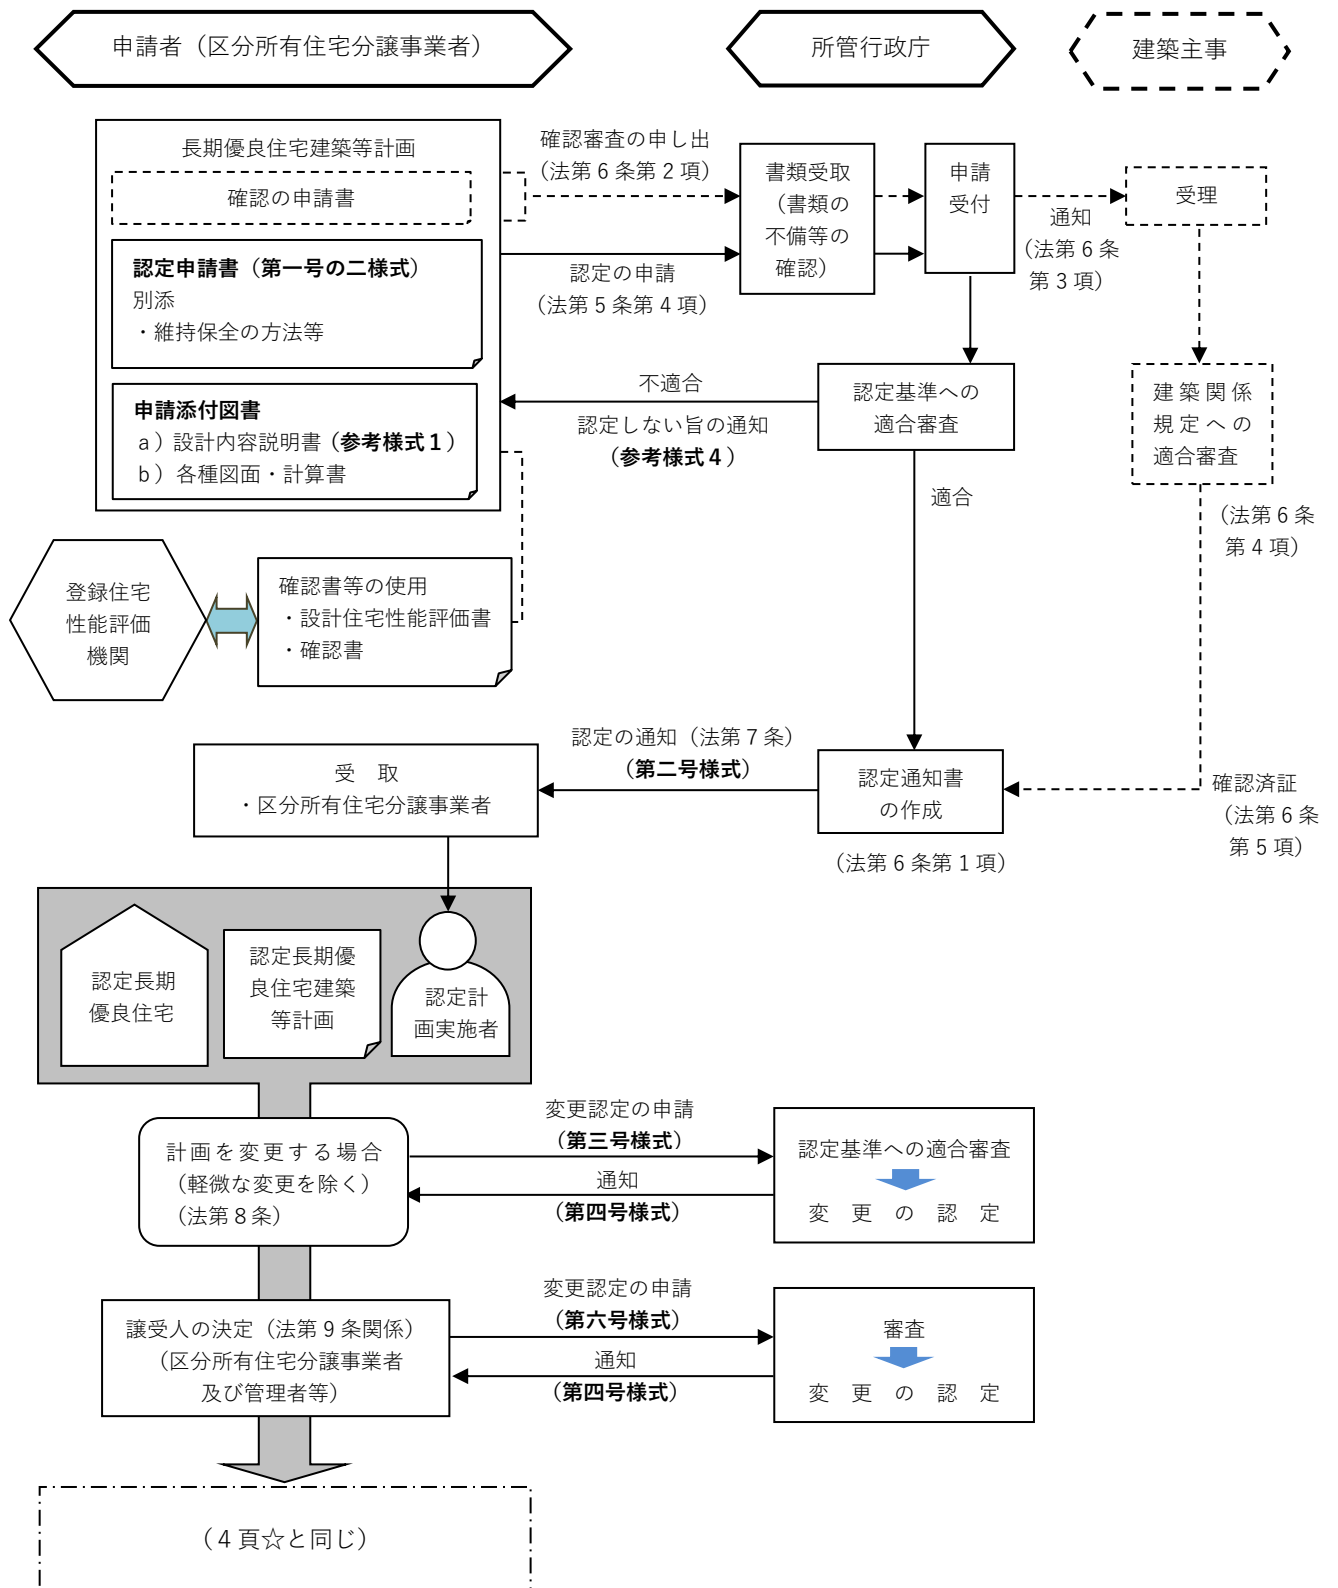 申請者（区分所有住宅分譲事業者）
所管行政庁
建築主事
長期優良住宅建築等計画
確認の申請書
認定申請書（第一号の二様式）
別添
・維持保全の方法等
申請添付図書
a）設計内容説明書（参考様式１）
b）各種図面・計算書
確認審査の申し出
（法第６条第２項）
認定の申請
（法第５条第４項）
書類受取
（書類の
不備等の
確認）
申請
受付
通知
（法第６条
第３項）
受理
不適合
認定しない旨の通知
（参考様式４）
認定基準への
適合審査
建築関係
規定への
適合審査
適合
（法第６条
第４項）
登録住宅
性能評価
機関
確認書等の使用
・設計住宅性能評価書
・確認書
認定の通知（法第７条）
（第二号様式）
受　取
・区分所有住宅分譲事業者
認定通知書
の作成
（法第６条第１項）
確認済証
（法第６条
第５項）
認定長期
優良住宅
認定長期優
良住宅建築
等計画
認定計
画実施者
計画を変更する場合
（軽微な変更を除く）
（法第８条）
変更認定の申請
（第三号様式）
通知
（第四号様式）
認定基準への適合審査
変　更　の　認　定
譲受人の決定（法第９条関係）
（区分所有住宅分譲事業者
及び管理者等）
変更認定の申請
（第六号様式）
通知
（第四号様式）
審査
変　更　の　認　定
（４頁☆と同じ）